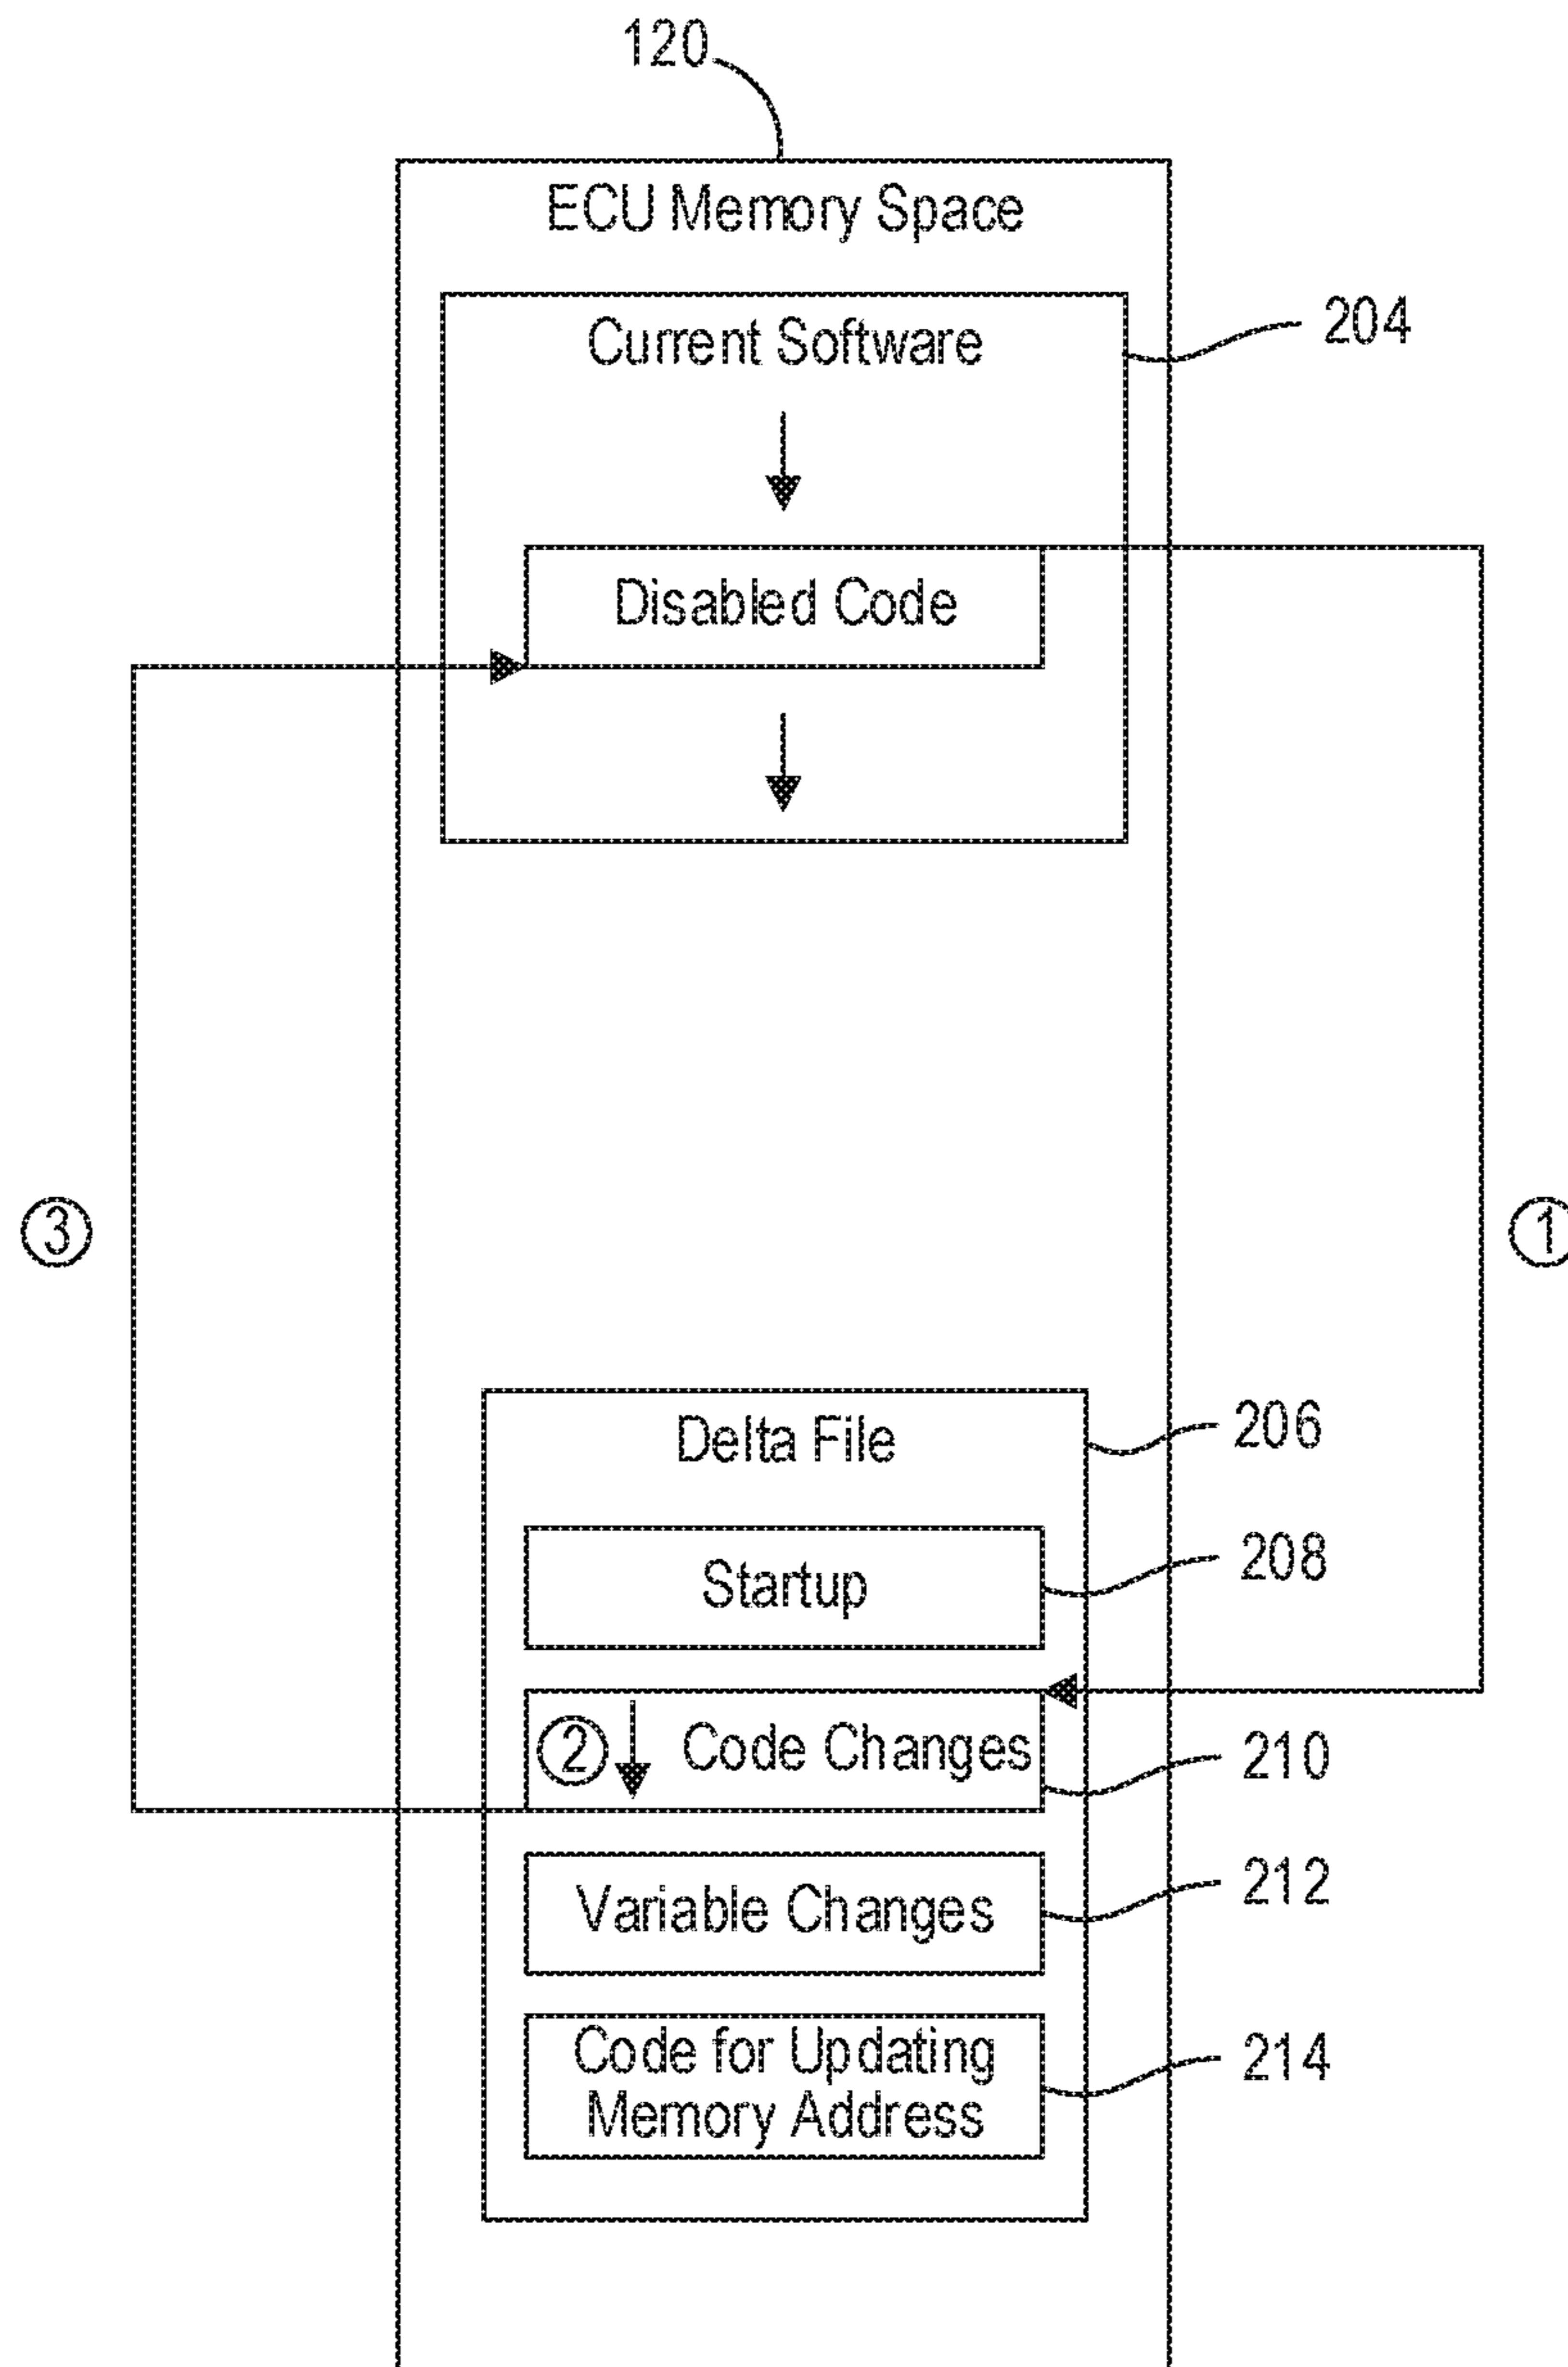 120
ECU Memory Space
Current Software
204
Disabled Code
3
1
Delta File
206
Startup
208
2
Code Changes
210
Variable Changes
212
Code for Updating
Memory Address
214